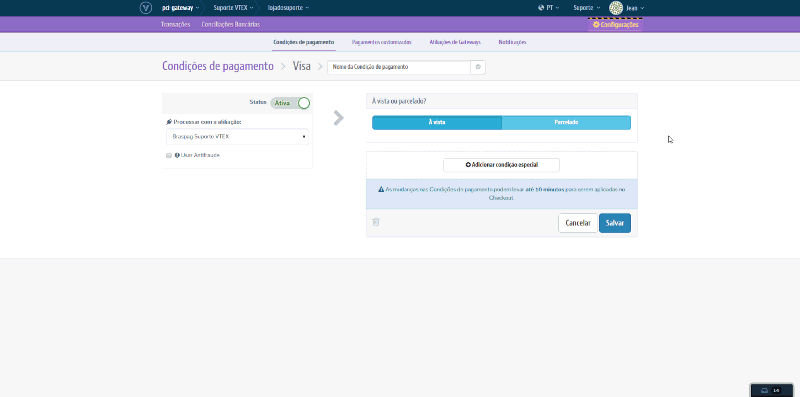 pci-gateway
Suporte VTEX
lojadosuporte
PT
Suporte
Jean
Transações
Conciliações Bancárias
Configurações
Condições de pagamento
Pagamentos customizados
Afiliações de Gateways
Notificações
Condições de pagamento
Visa
Nome da Condição de pagamento
Status
Ativa
Processar com a afiliação:
Braspag Suporte VTEX
Usar Antifraude
À vista ou parcelado?
À vista
Parcelado
Adicionar condição especial
As mudanças nas Condições de pagamento podem levar até 10 minutos para serem aplicadas no
Checkout
Cancelar
Salvar
14